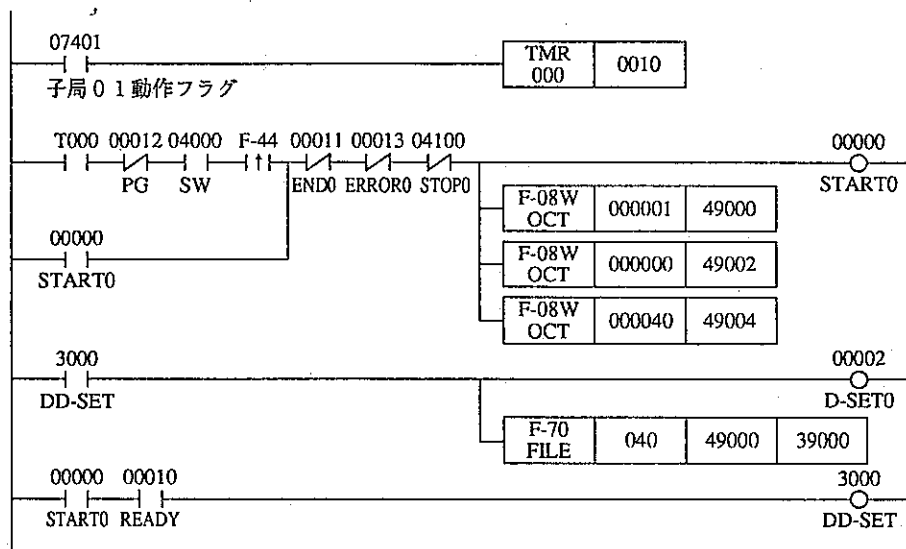 07401
子局01動作フラグ
TMR 000 0010
T000 00012 04000 F-44 00011 00013 04100 00000
PG SW END0 ERROR0 STOP0 START0
F-08W OCT 000001 49000
00000
START0
F-08W OCT 000000 49002
F-08W OCT 000040 49004
3000 00002
DD-SET D-SET0
F-70 FILE 040 49000 39000
00000 00010 3000
START0 READY DD-SET